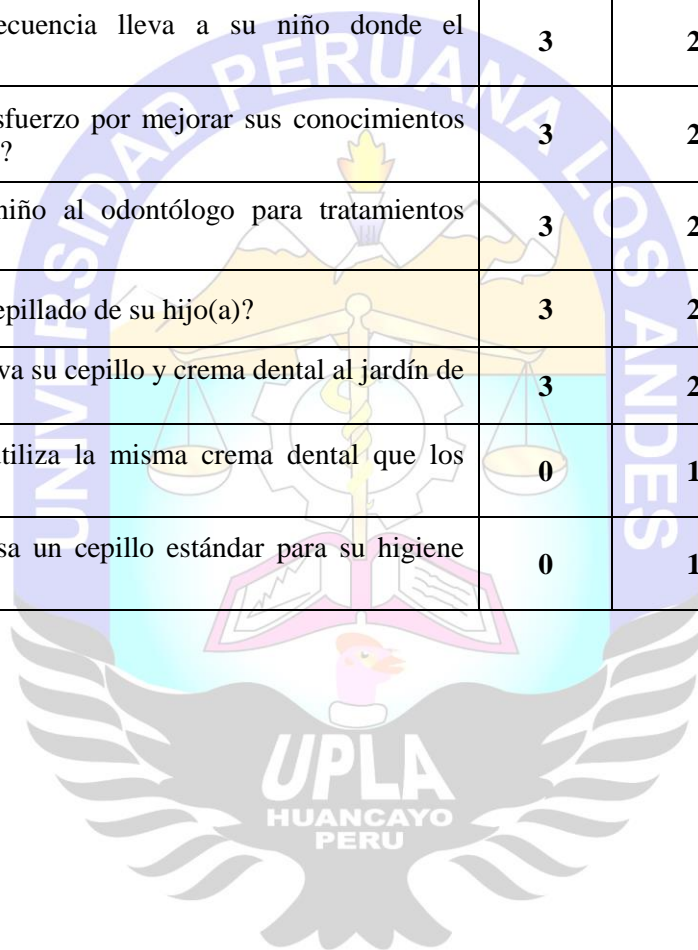 ecuencia lleva a su niño donde el
3 2
sfuerzo por mejorar sus conocimientos
?
3 2
niño al odontólogo para tratamientos
3 2
epillado de su hijo(a)?
3 2
va su cepillo y crema dental al jardín de
3 2
utiliza la misma crema dental que los
0 1
sa un cepillo estándar para su higiene
0 1
UNIVERSIDAD PERUANA LOS ANDES
UPLA
HUANCAYO
PERU